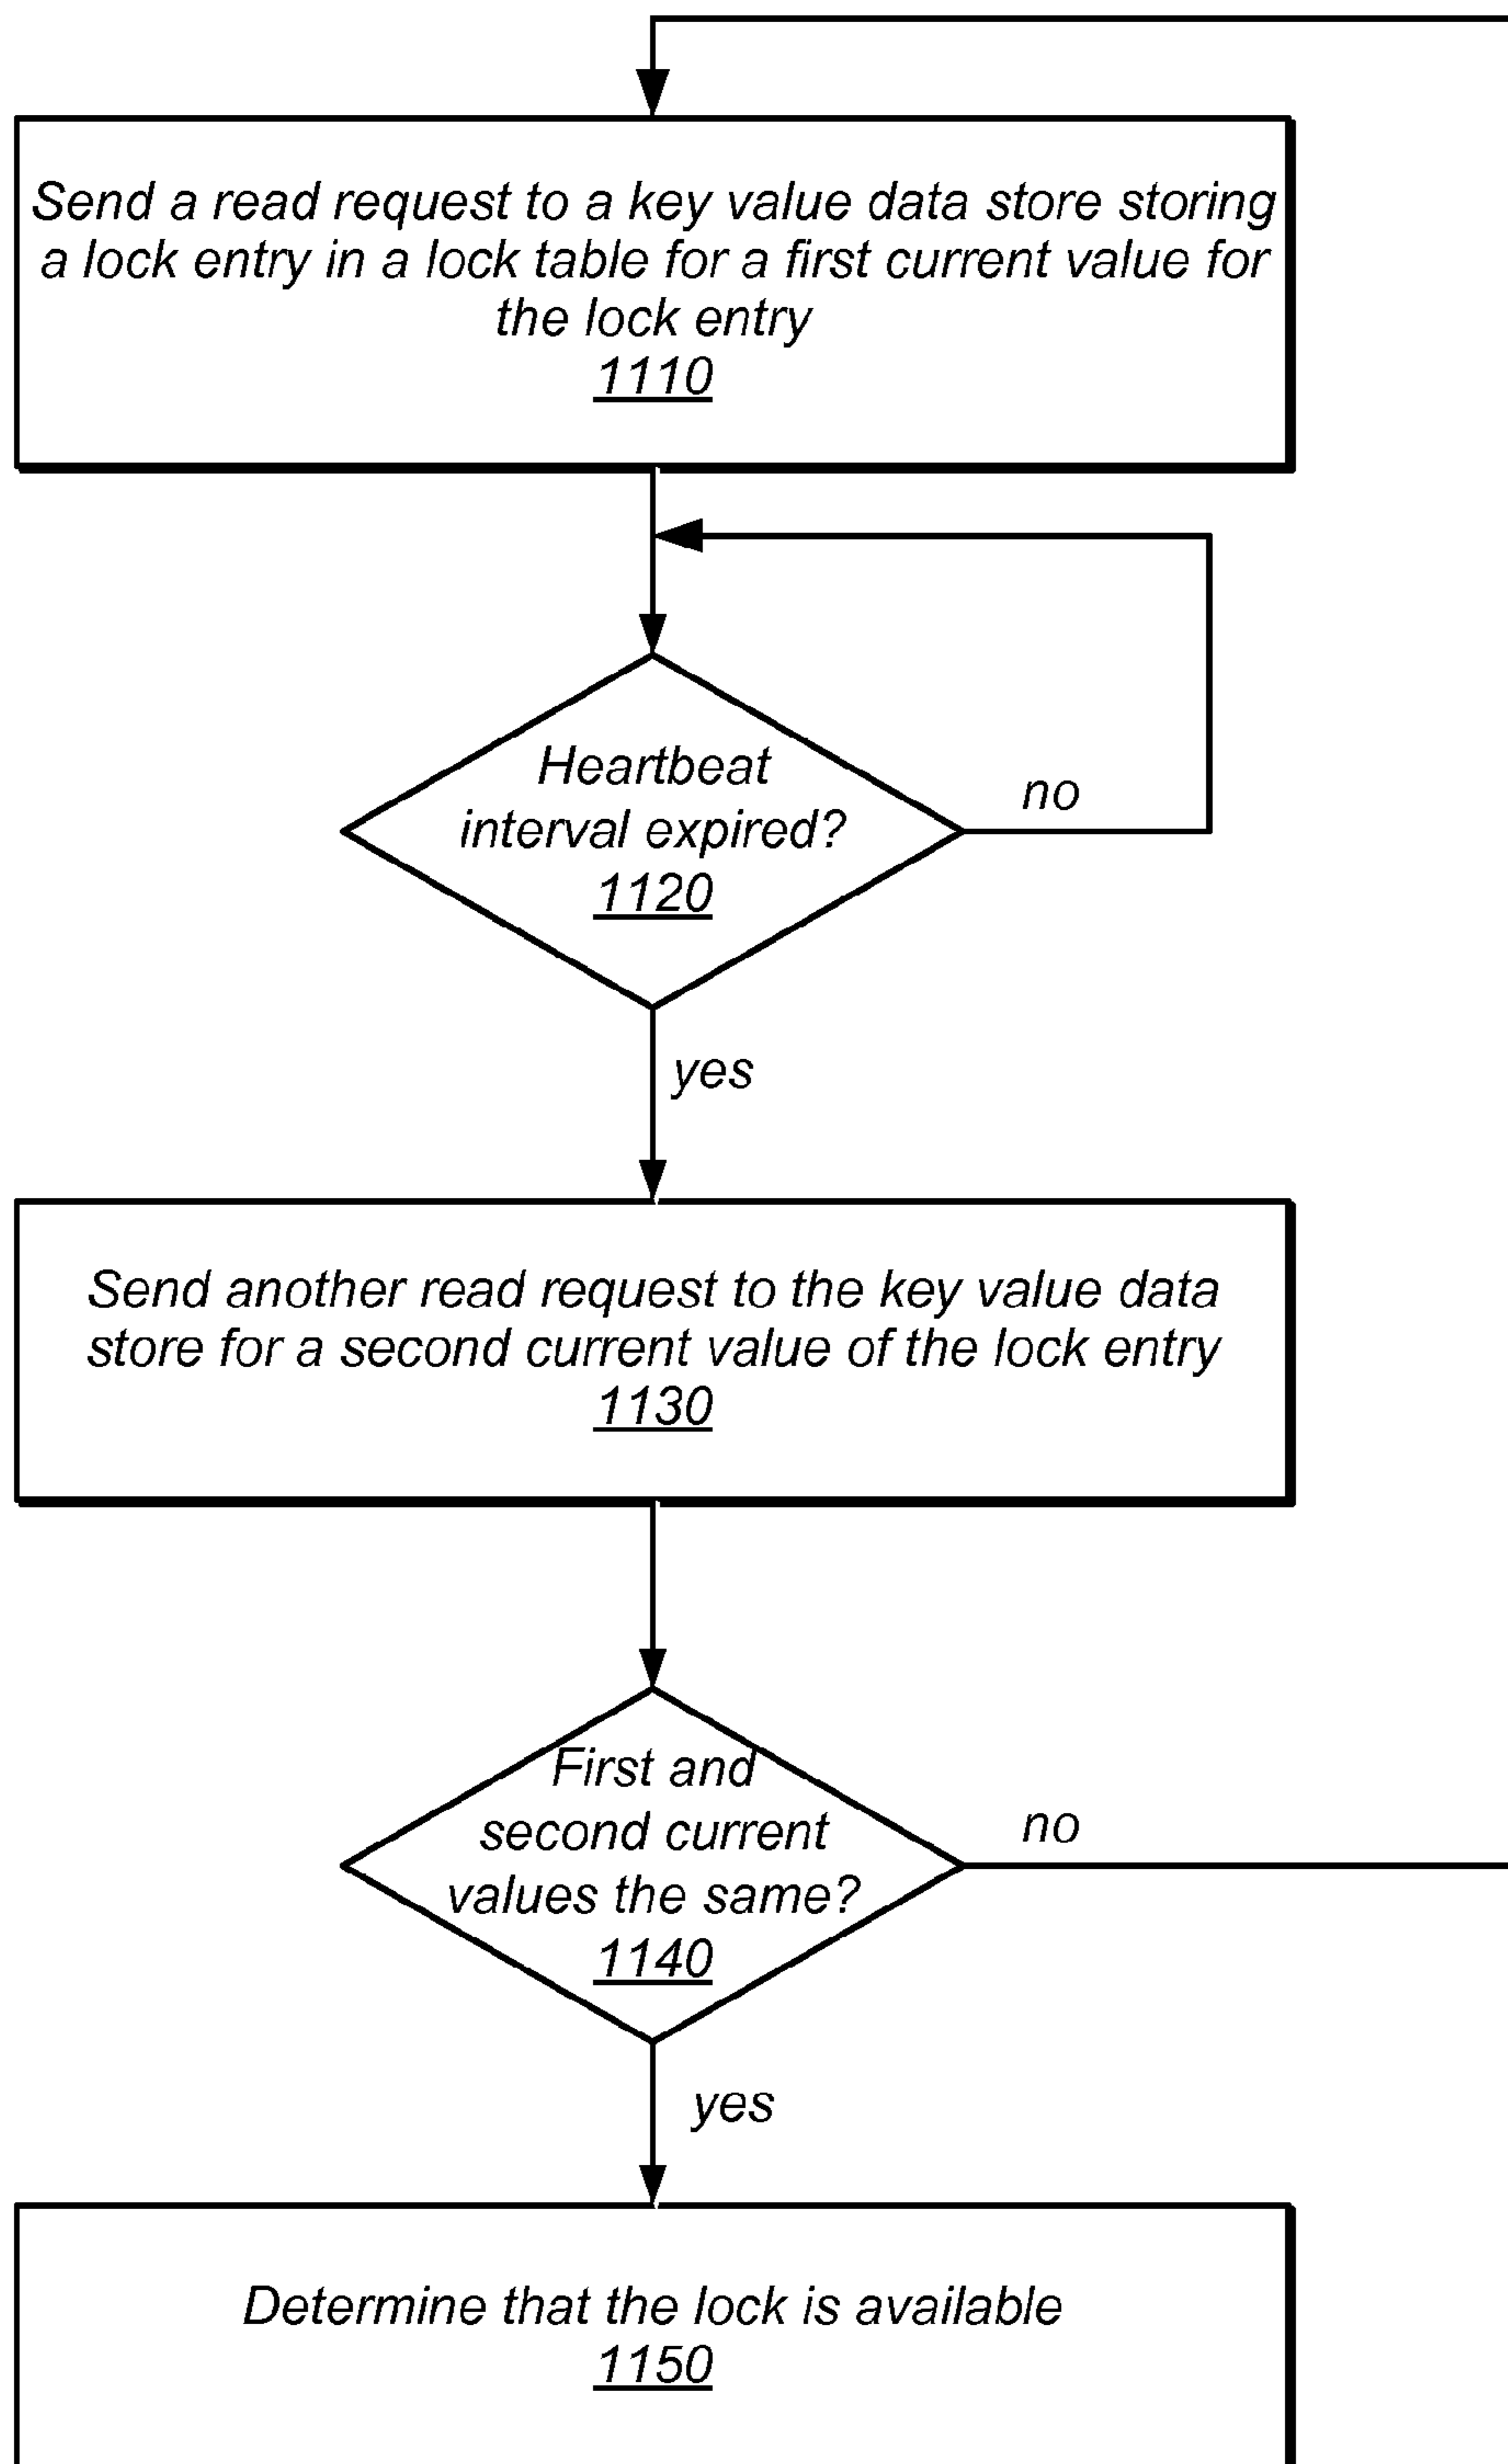 Send a read request to a key value data store storing
a lock entry in a lock table for a first current value for
the lock entry
1110
Heartbeat
interval expired?
1120
no
yes
Send another read request to the key value data
store for a second current value of the lock entry
1130
First and
second current
values the same?
1140
no
yes
Determine that the lock is available
1150